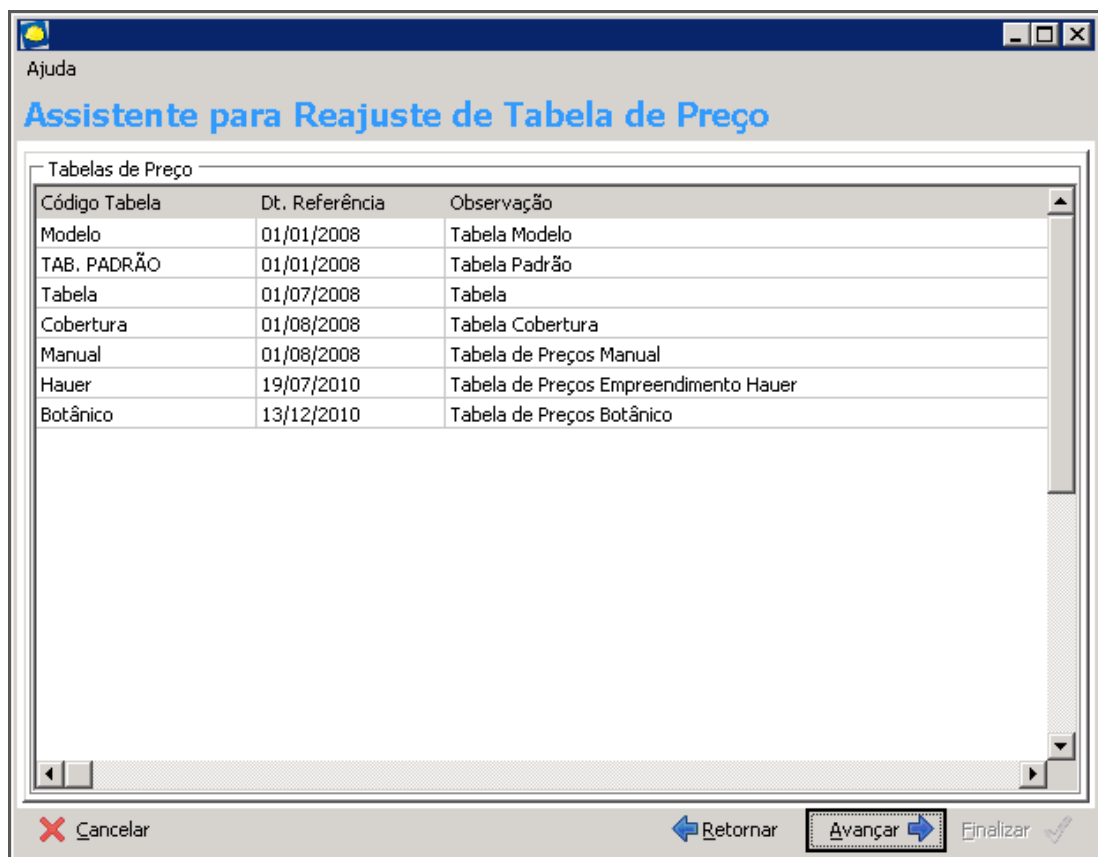 Ajuda
Assistente para Reajuste de Tabela de Preço
Tabelas de Preço
Código Tabela Dt. Referência Observação
Modelo 01/01/2008 Tabela Modelo
TAB. PADRÃO 01/01/2008 Tabela Padrão
Tabela 01/07/2008 Tabela
Cobertura 01/08/2008 Tabela Cobertura
Manual 01/08/2008 Tabela de Preços Manual
Hauer 19/07/2010 Tabela de Preços Empreendimento Hauer
Botânico 13/12/2010 Tabela de Preços Botânico
Cancelar Retornar Avançar Finalizar